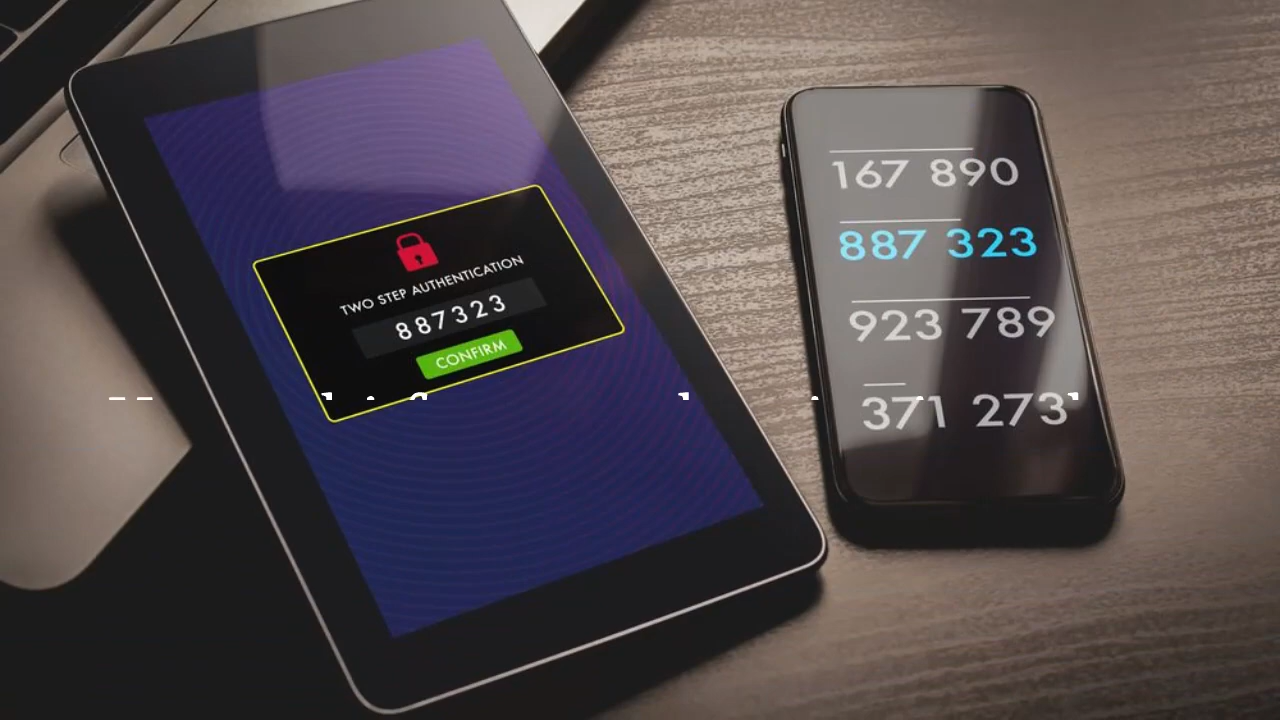 TWO STEP AUTHENTICATION
887323
CONFIRM
167 890
887 323
923 789
371 273